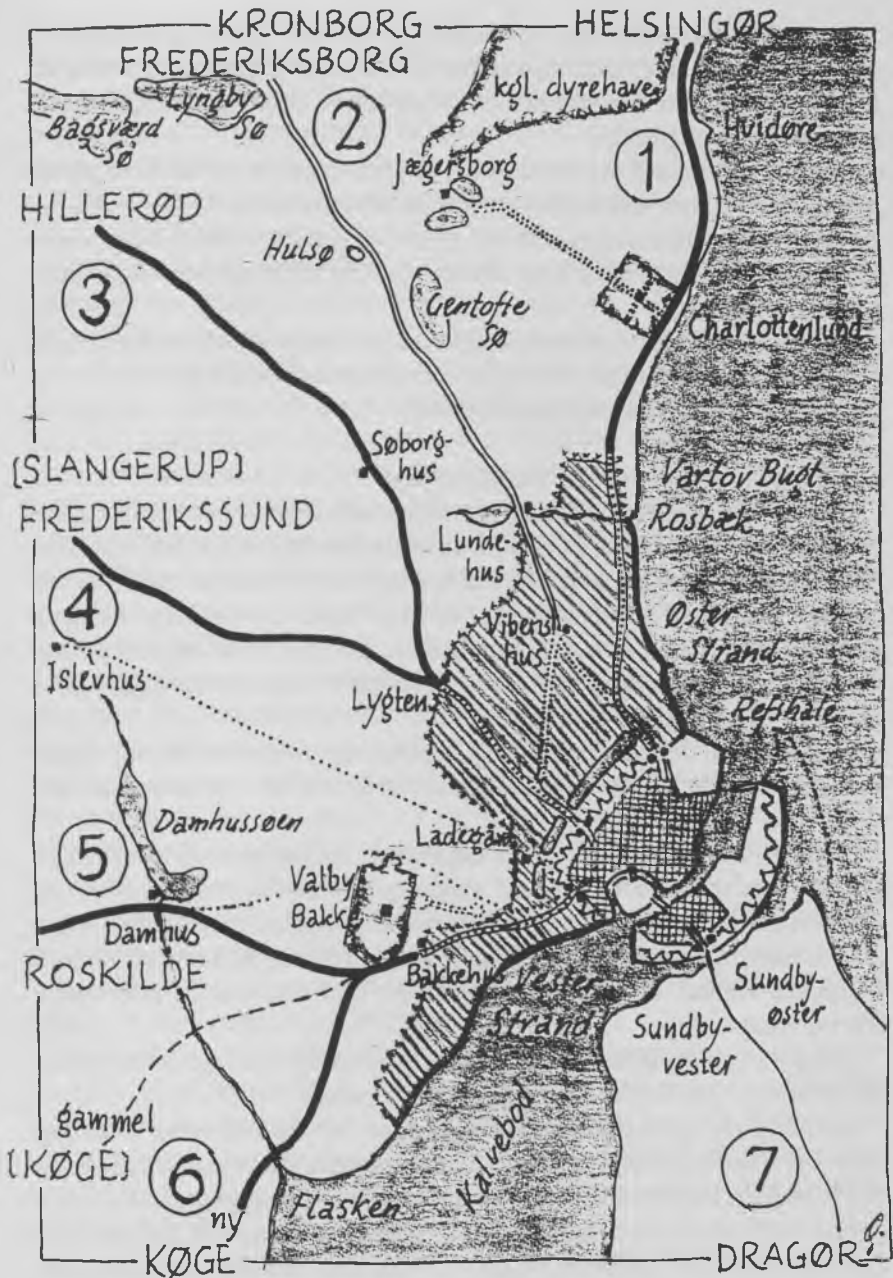 KRONBORG
HELSINGØR
FREDERIKSBORG
kgl. dyrehave
Lyngby
Sø
Bagsværd
Sø
2
1
Hvidøre
Jægersborg
HILLERØD
3
Hulsø
Gentofte
Sø
Charlottenlund
Søborg-
hus
[SLANGERUP]
FREDERIKSSUND
Vartov Bugt
Rosbæk
Lunde-
hus
4
Vibens
hus
Øster
Strand
Islevhus
Lygten
Refshale
Damhussøen
Ladegård
5
Valby
Bakke
Damhus
ROSKILDE
Bakkehus
Vester
Strand
Sundby-
øster
Sundby-
vester
gammel
[KØGE]
6
Kalvebod
7
ny
Flasken
KØGE
DRAGØR